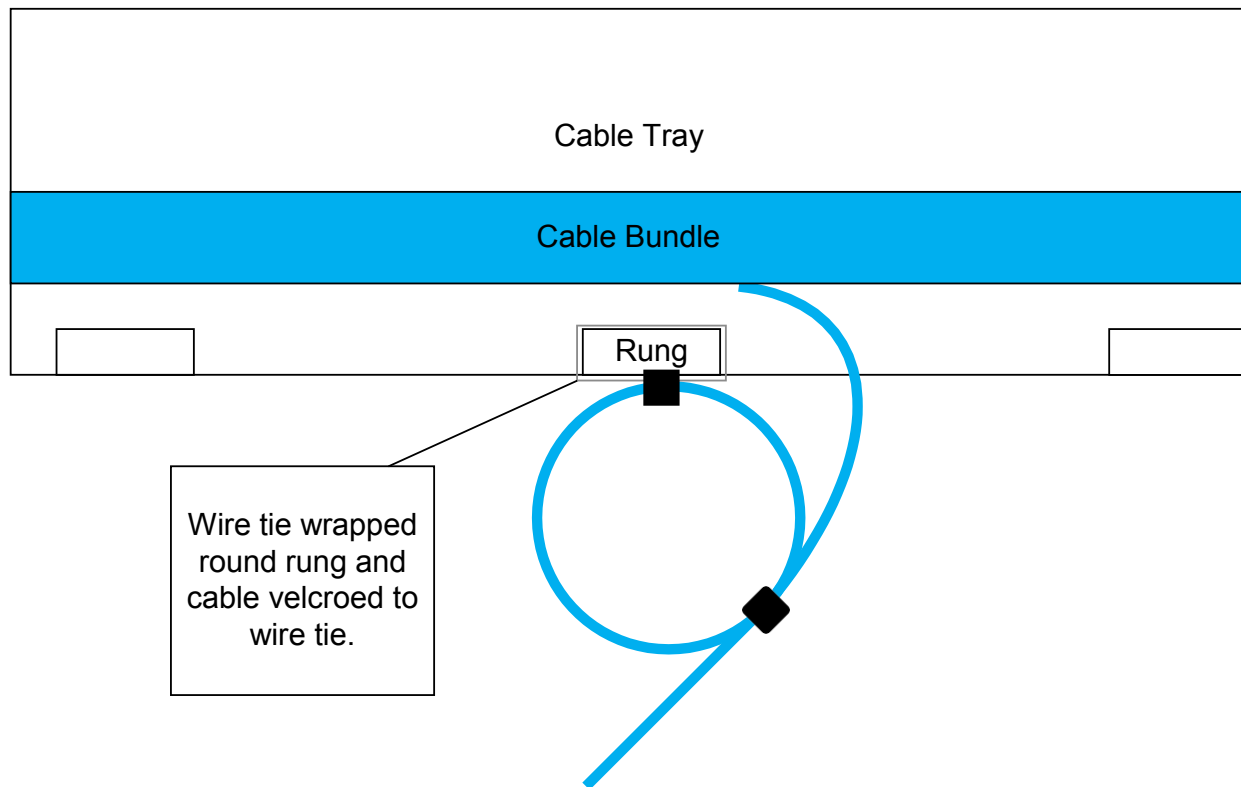 Cable Tray
Cable Bundle
Rung
Wire tie wrapped
round rung and
cable velcroed to
wire tie.